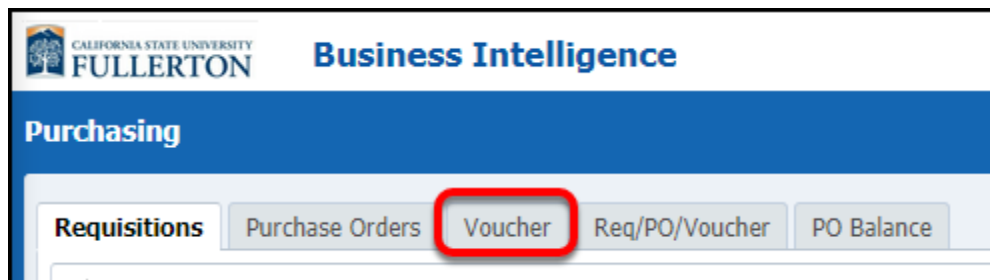 CALIFORNIA STATE UNIVERSITY
FULLERTON
Business Intelligence
Purchasing
Requisitions Purchase Orders Voucher Req/PO/Voucher PO Balance